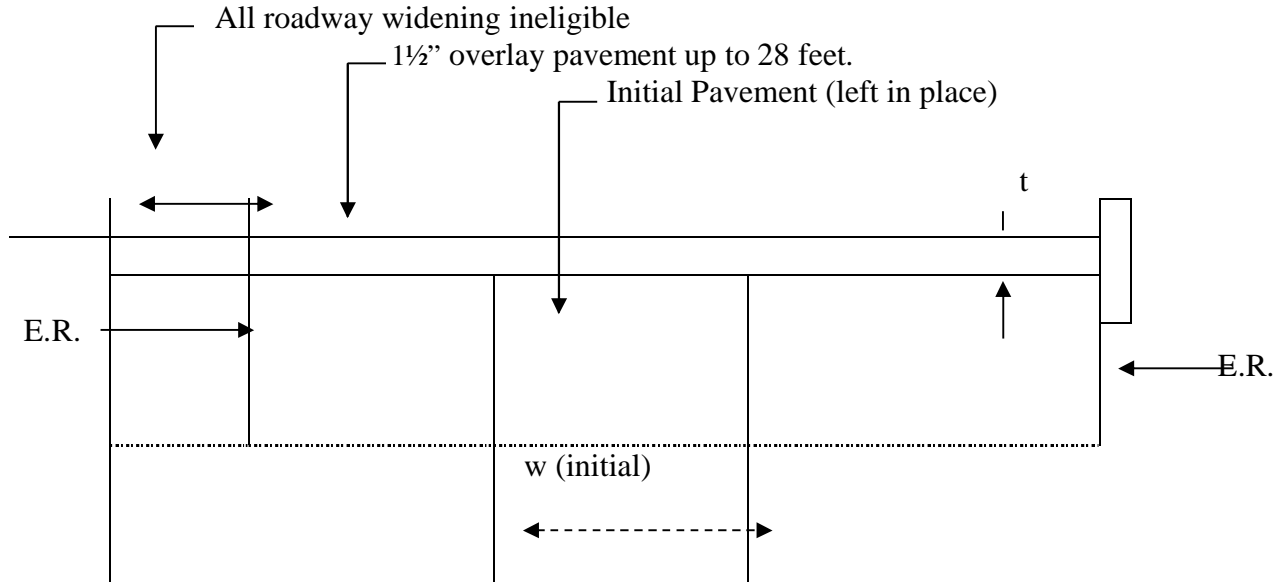 All roadway widening ineligible
1½” overlay pavement up to 28 feet.
Initial Pavement (left in place)
t
E.R.
E.R.
w (initial)